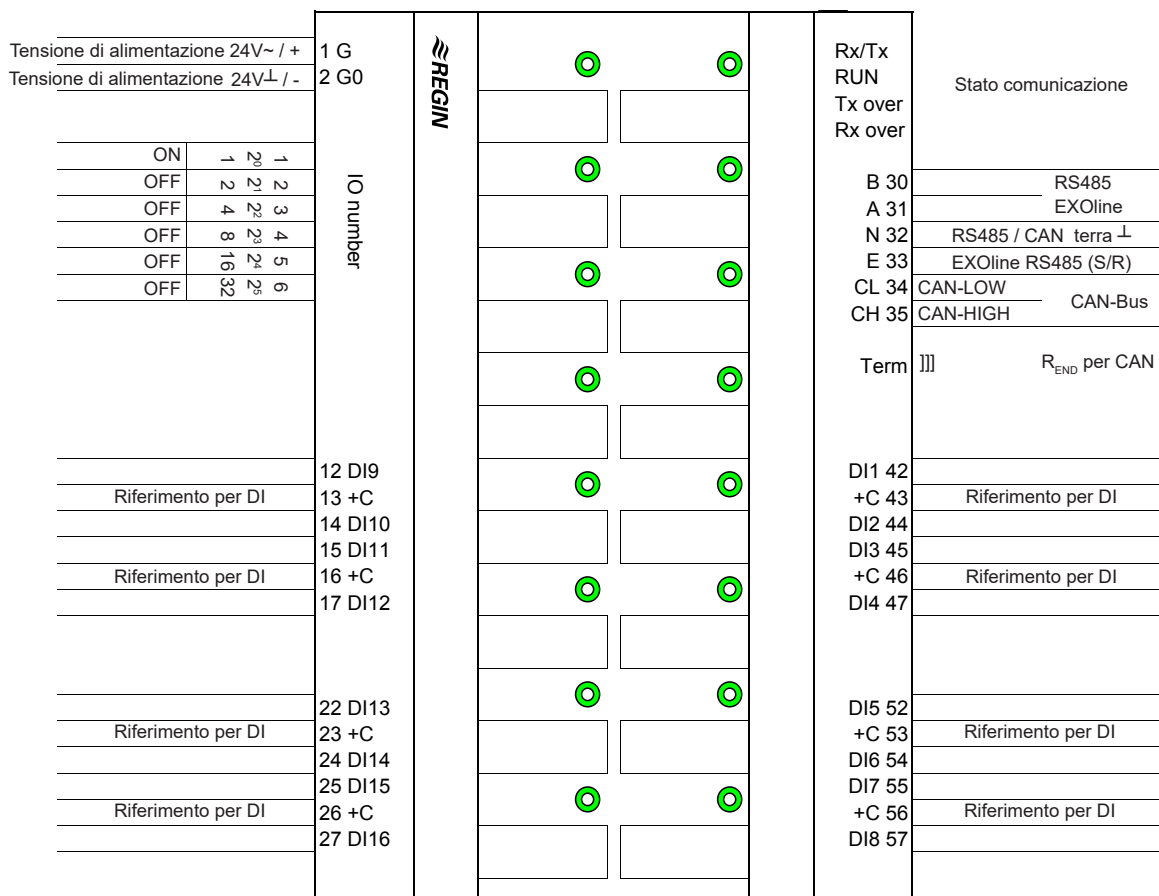 Tensione di alimentazione 24V~ / + 1 G
Tensione di alimentazione 24V⊥ / - 2 G0
REGIN
Rx/Tx
RUN
Tx over
Rx over
Stato comunicazione
ON 1 2⁰ 1
OFF 2 2¹ 2
OFF 4 2² 3
OFF 8 2³ 4
OFF 16 2⁴ 5
OFF 32 2⁵ 6
IO number
B 30 RS485
A 31 EXOline
N 32 RS485 / CAN terra ⊥
E 33 EXOline RS485 (S/R)
CL 34 CAN-LOW
CH 35 CAN-HIGH
CAN-Bus
Term ]]] R_END per CAN
12 DI9
Riferimento per DI 13 +C
14 DI10
15 DI11
Riferimento per DI 16 +C
17 DI12
DI1 42
+C 43 Riferimento per DI
DI2 44
DI3 45
+C 46 Riferimento per DI
DI4 47
22 DI13
Riferimento per DI 23 +C
24 DI14
25 DI15
Riferimento per DI 26 +C
27 DI16
DI5 52
+C 53 Riferimento per DI
DI6 54
DI7 55
+C 56 Riferimento per DI
DI8 57